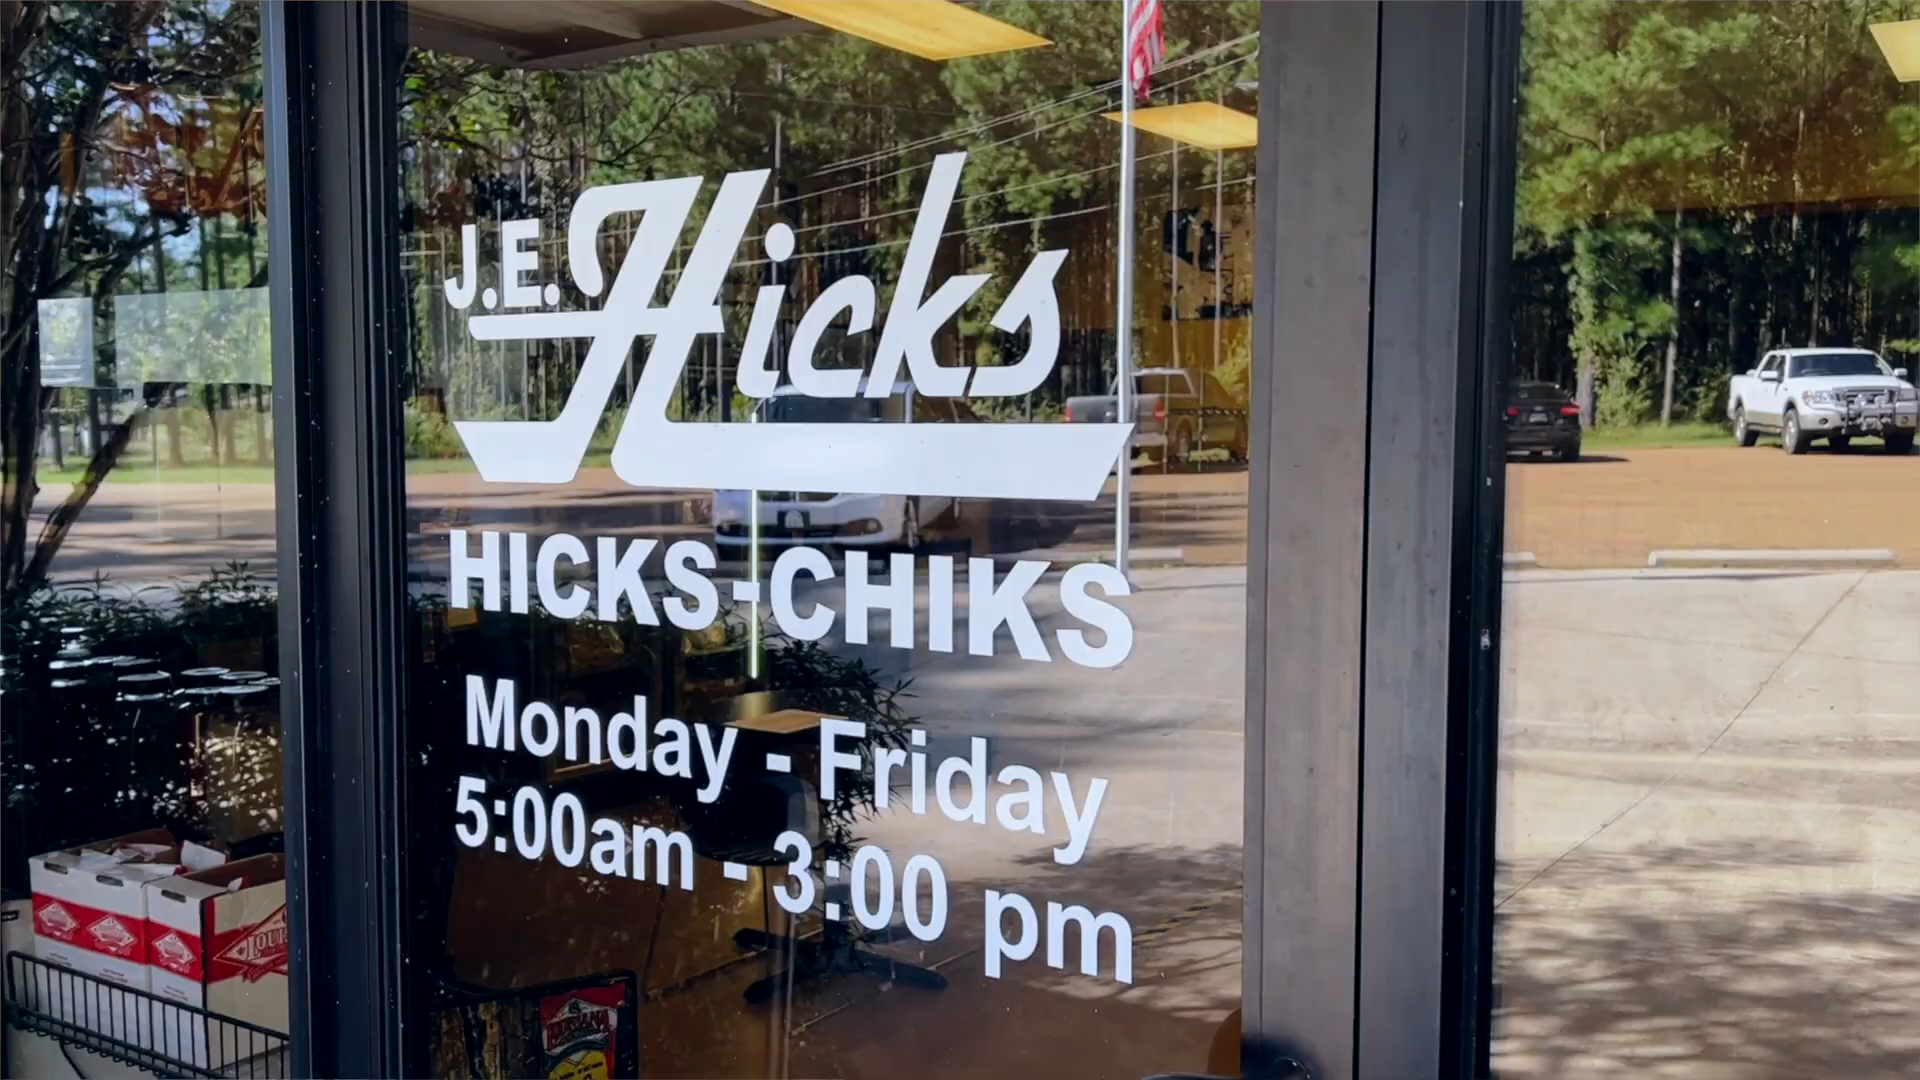 J.E. Hicks
HICKS-CHIKS
Monday - Friday
5:00am - 3:00 pm